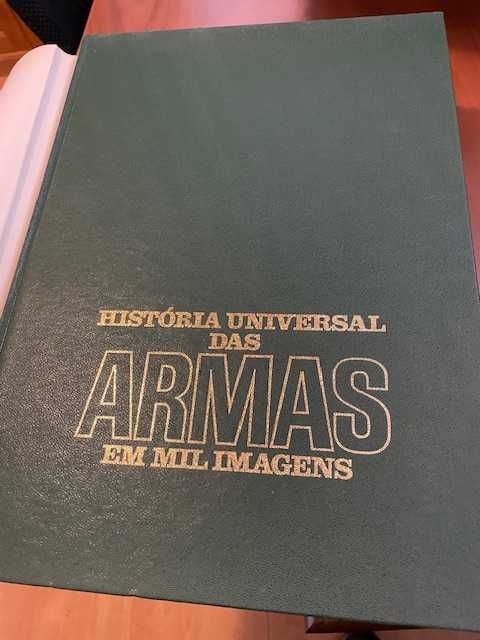 HISTÓRIA UNIVERSAL
DAS
ARMAS
EM MIL IMAGENS